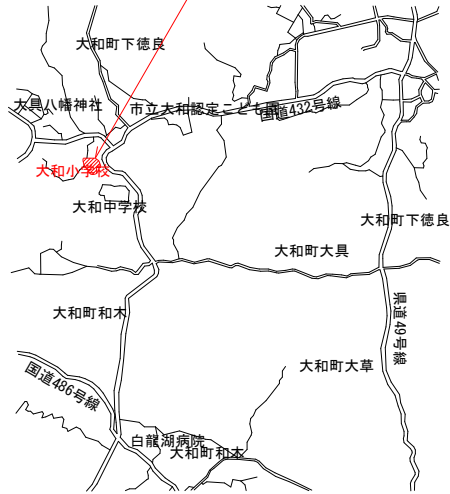 大和町下徳良
大具八幡神社
市立大和認定こども園
国道432号線
大和小学校
大和中学校
大和町下徳良
大和町大具
大和町和木
県道49号線
大和町大草
国道486号線
白龍湖病院
大和町和木